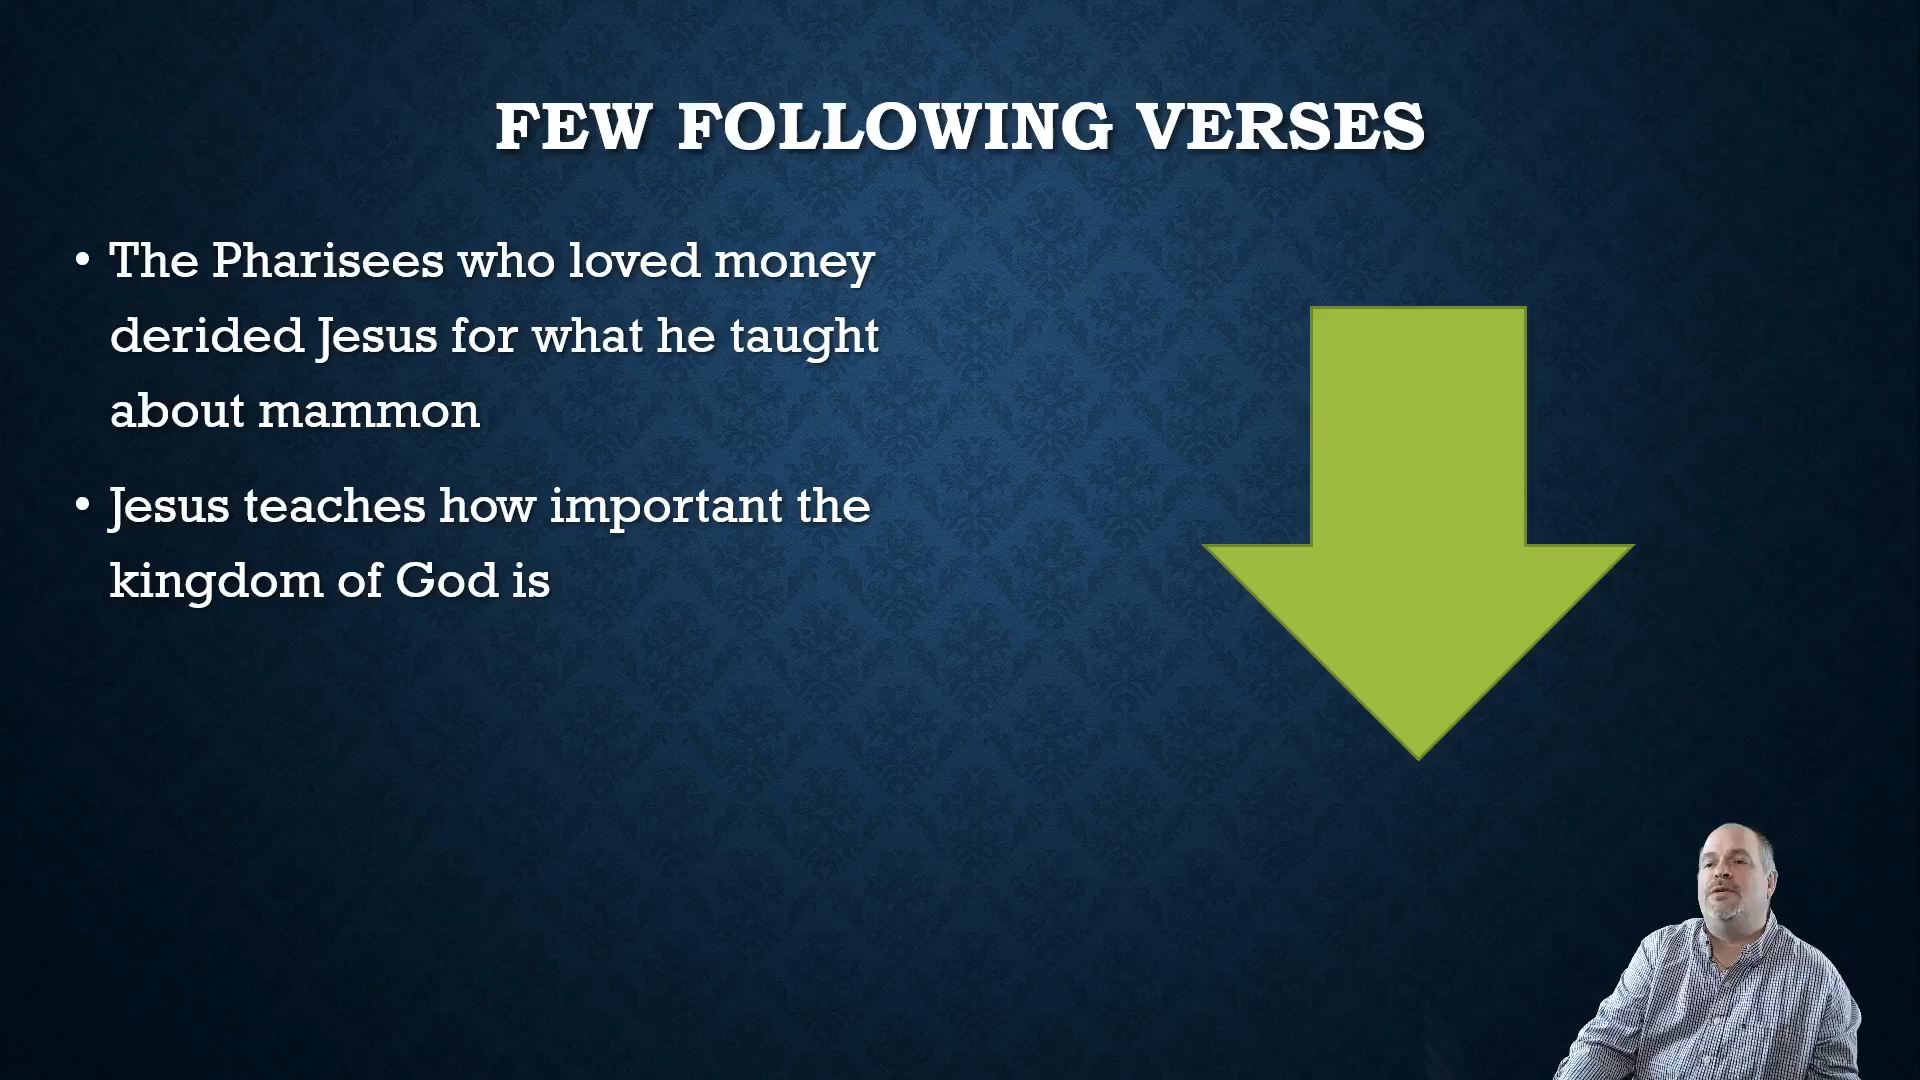 FEW FOLLOWING VERSES
• The Pharisees who loved money
derided Jesus for what he taught
about mammon
• Jesus teaches how important the
kingdom of God is